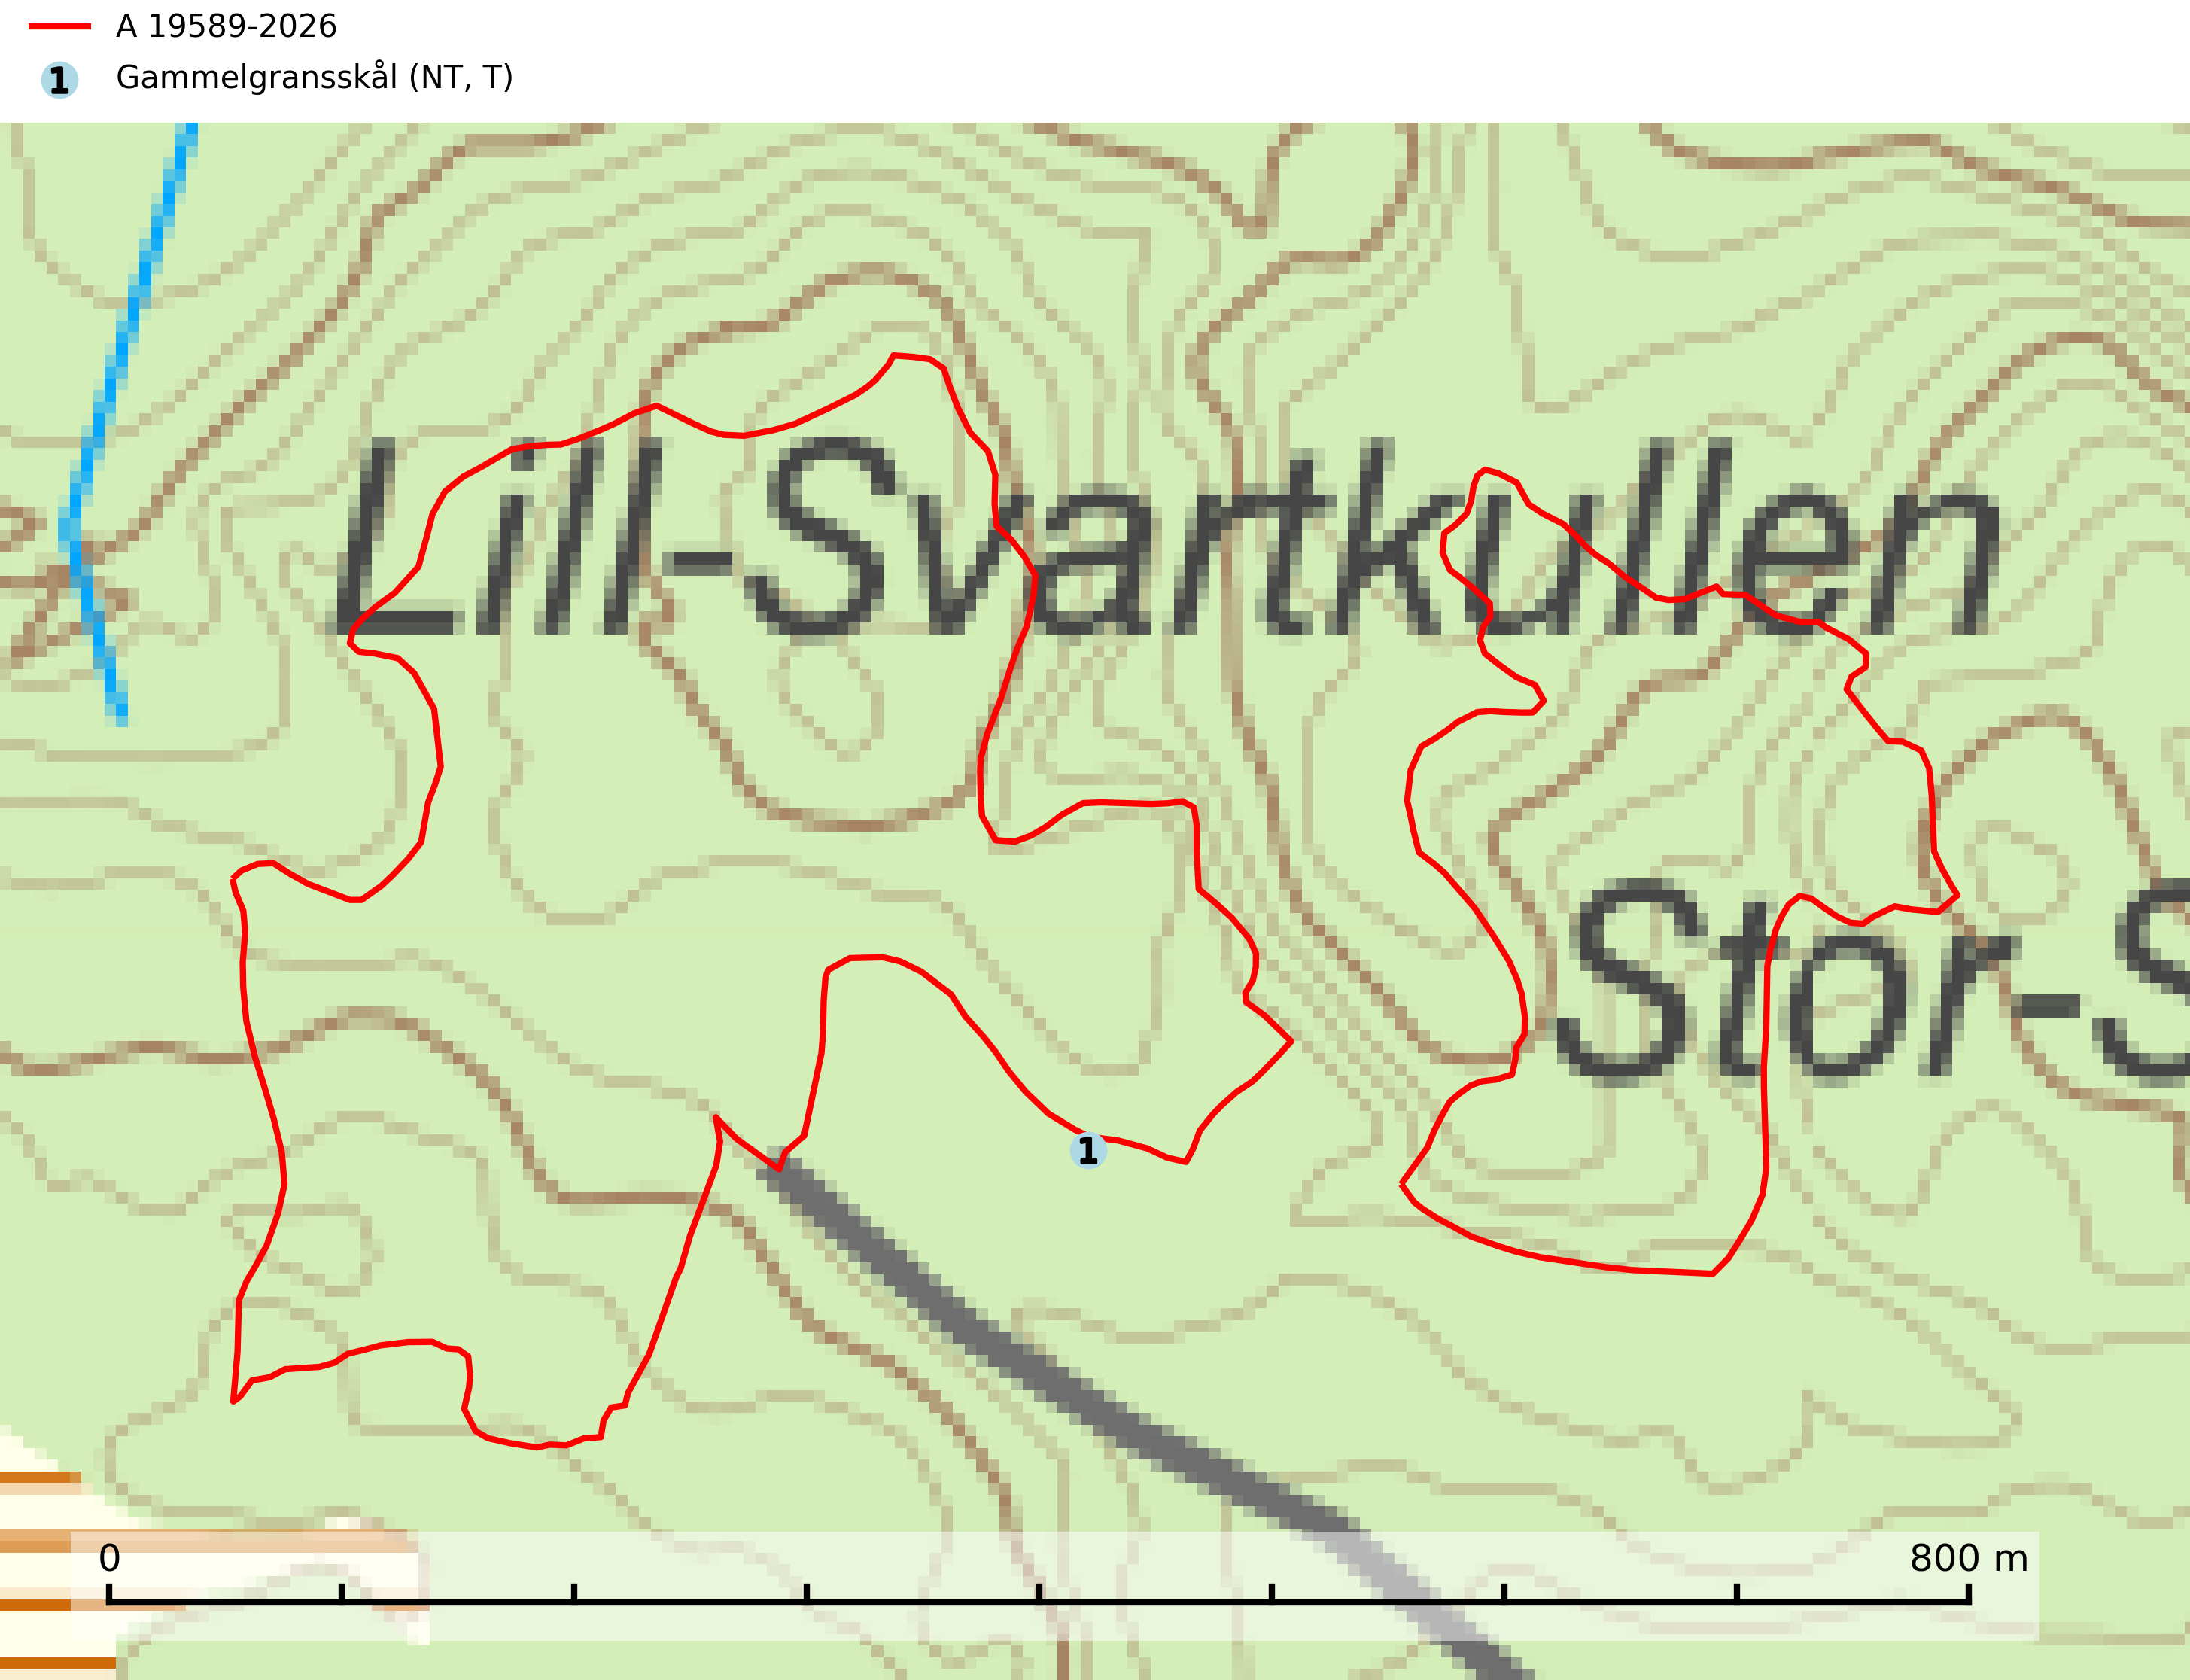 A 19589-2026
1 Gammelgransskål (NT, T)
Lill-Svartkullen
Stor-S
1
0 800 m